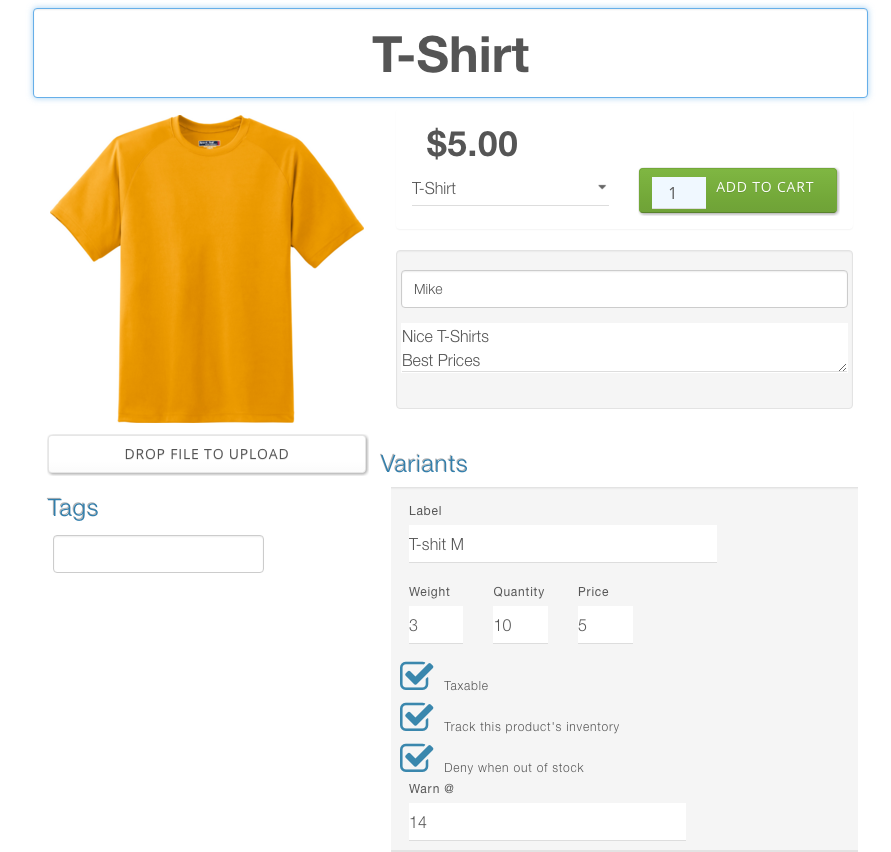 T-Shirt
$5.00
T-Shirt
1 ADD TO CART
Mike
Nice T-Shirts
Best Prices
DROP FILE TO UPLOAD
Variants
Tags
Label
T-shit M
Weight Quantity Price
3 10 5
Taxable
Track this product's inventory
Deny when out of stock
Warn @
14